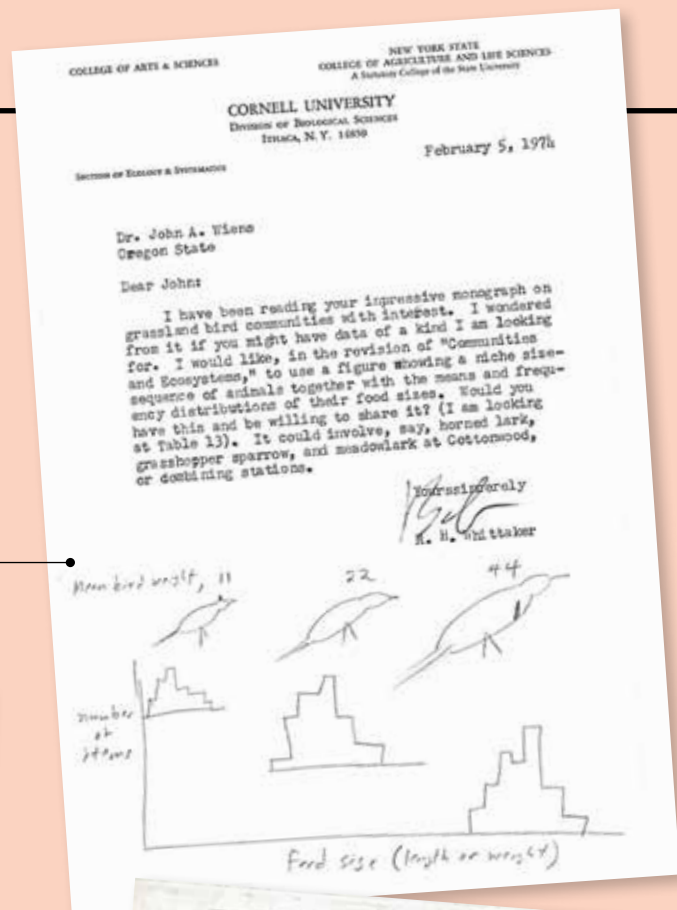 COLLEGE OF ARTS & SCIENCES
NEW YORK STATE
COLLEGE OF AGRICULTURE AND LIFE SCIENCES
A Statutory College of the State University
CORNELL UNIVERSITY
DIVISION OF BIOLOGICAL SCIENCES
ITHACA, N. Y. 14850
SECTION OF ECOLOGY & SYSTEMATICS
February 5, 1974
Dr. John A. Wiens
Oregon State
Dear John:
I have been reading your inpressive monograph on
grassland bird communities with interest. I wondered
from it if you might have data of a kind I am looking
for. I would like, in the revision of "Communities
and Ecosystems," to use a figure showing a niche size-
sequence of animals together with the means and frequ-
ency distributions of their food sizes. Would you
have this and be willing to share it? (I am looking
at Table 13). It could involve, say, horned lark,
grasshopper sparrow, and meadowlark at Cottonwood,
or combining stations.
Yours sincerely
Bob
R. H. Whittaker
Mean bird weight, 11
22
44
number
of
items
Food size (length or weight)